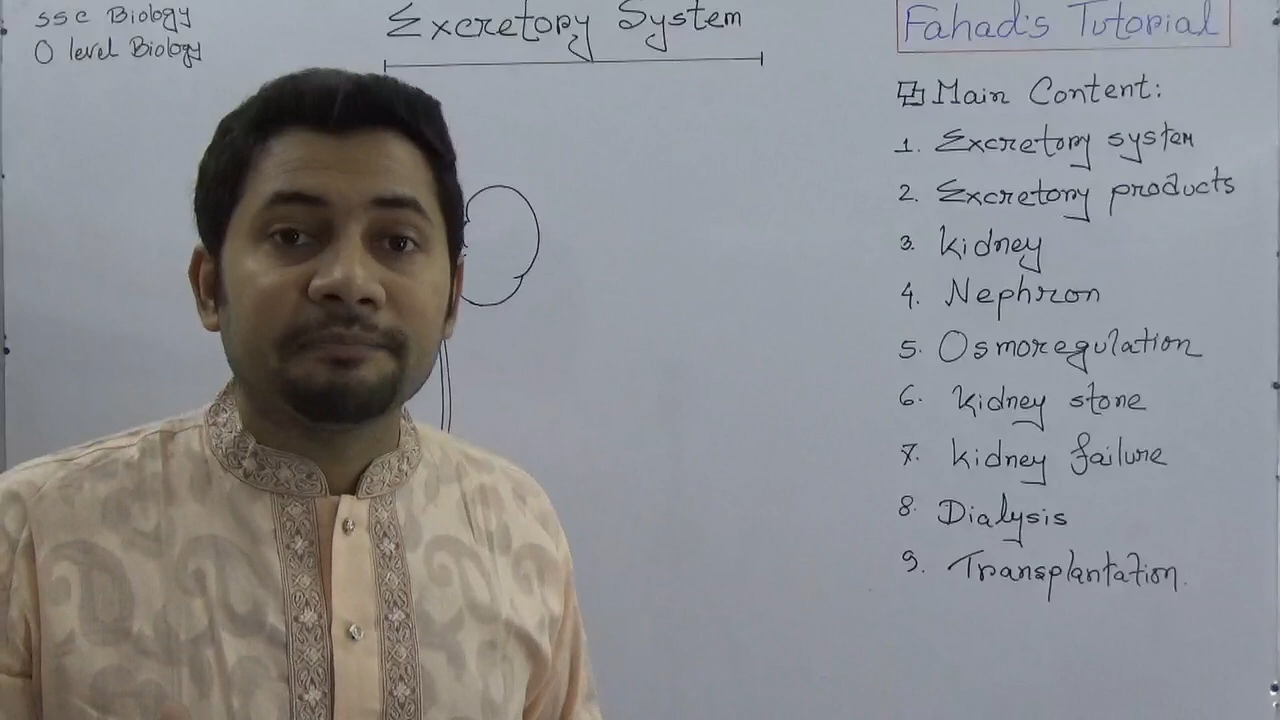 SSC Biology
O level Biology
Excretory System
Fahad's Tutorial
Main Content:
1. Excretory system
2. Excretory products
3. Kidney
4. Nephron
5. Osmoregulation
6. Kidney stone
7. Kidney failure
8. Dialysis
9. Transplantation.